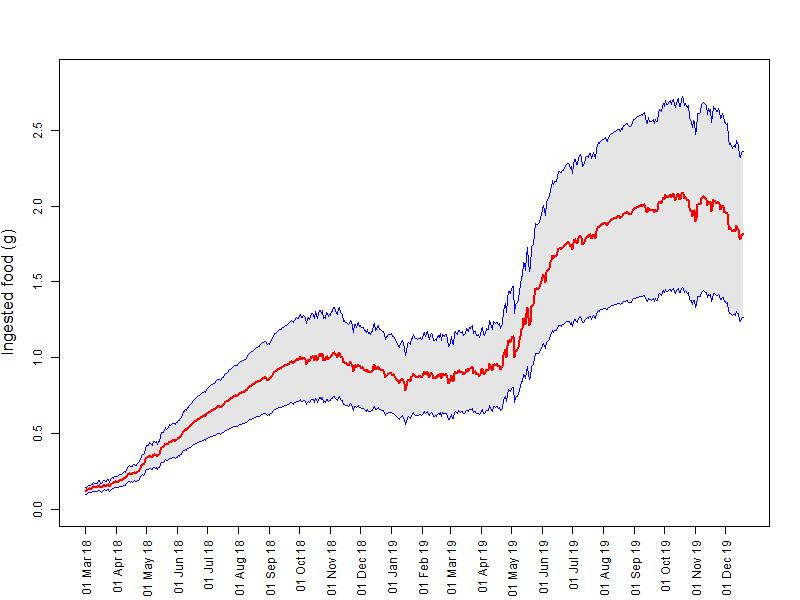 Ingested food (g)
2.5
2.0
1.5
1.0
0.5
0.0
01 Mar 18
01 Apr 18
01 May 18
01 Jun 18
01 Jul 18
01 Aug 18
01 Sep 18
01 Oct 18
01 Nov 18
01 Dec 18
01 Jan 19
01 Feb 19
01 Mar 19
01 Apr 19
01 May 19
01 Jun 19
01 Jul 19
01 Aug 19
01 Sep 19
01 Oct 19
01 Nov 19
01 Dec 19